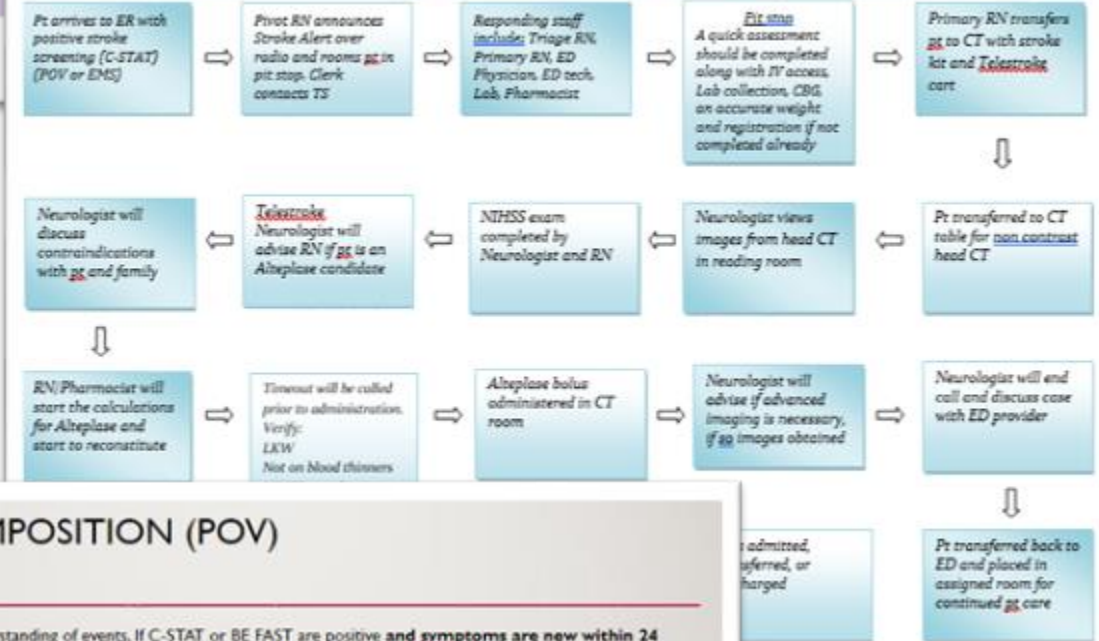 Pt arrives to ER with
positive stroke
screening (C-STAT)
(POV or EMS)
Pivot RN announces
Stroke Alert over
radio and rooms pt in
pit stop. Clerk
contacts TS
Responding staff
include: Triage RN,
Primary RN, ED
Physician, ED tech,
Lab, Pharmacist
Pit stop
A quick assessment
should be completed
along with IV access,
Lab collection, CBG,
an accurate weight
and registration if not
completed already
Primary RN transfers
pt to CT with stroke
kit and Telestroke
cart
Pt transferred to CT
table for non contrast
head CT
Neurologist views
images from head CT
in reading room
NIHSS exam
completed by
Neurologist and RN
Telestroke
Neurologist will
advise RN if pt is an
Alteplase candidate
Neurologist will
discuss
contraindications
with pt and family
RN/Pharmacist will
start the calculations
for Alteplase and
start to reconstitute
Timeout will be called
prior to administration.
Verify:
LKW
Not on blood thinners
Alteplase bolus
administered in CT
room
Neurologist will
advise if advanced
imaging is necessary,
if so images obtained
Neurologist will end
call and discuss case
with ED provider
Pt transferred back to
ED and placed in
assigned room for
continued pt care
admitted,
sferred, or
harged
MPOSITION (POV)
standing of events. If C-STAT or BE FAST are positive and symptoms are new within 24